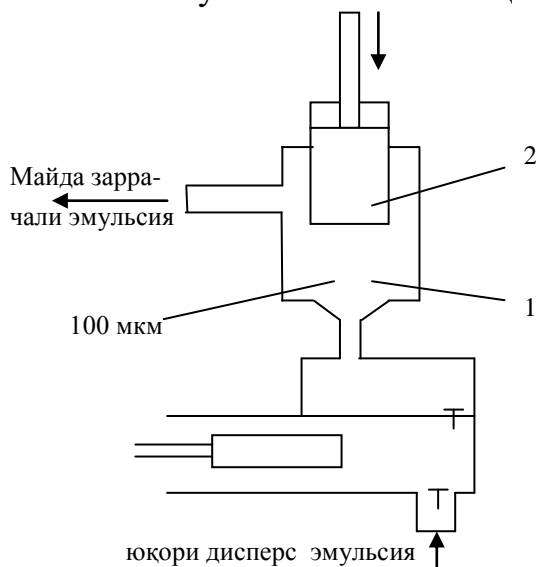 2
Майда зарра-
чали эмульсия
1
100 мкм
юқори дисперс эмульсия